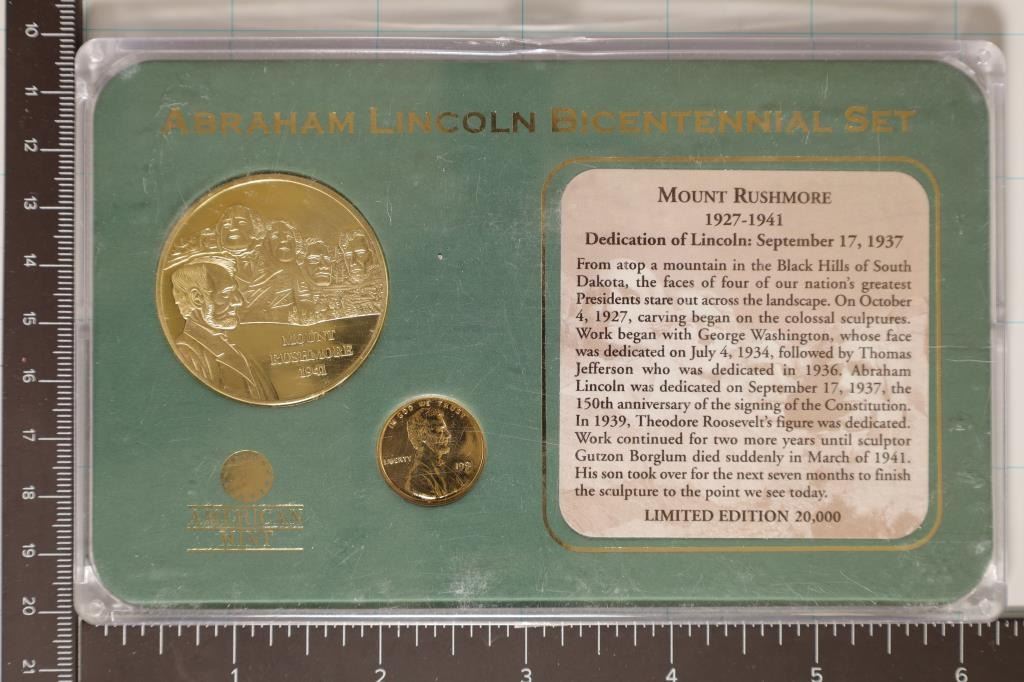 ABRAHAM LINCOLN BICENTENNIAL SET
MOUNT
RUSHMORE
1941
IN GOD WE TRUST
LIBERTY
AMERICAN
MINT
MOUNT RUSHMORE
1927-1941
Dedication of Lincoln: September 17, 1937
From atop a mountain in the Black Hills of South
Dakota, the faces of four of our nation's greatest
Presidents stare out across the landscape. On October
4, 1927, carving began on the colossal sculptures.
Work began with George Washington, whose face
was dedicated on July 4, 1934, followed by Thomas
Jefferson who was dedicated in 1936. Abraham
Lincoln was dedicated on September 17, 1937, the
150th anniversary of the signing of the Constitution.
In 1939, Theodore Roosevelt's figure was dedicated.
Work continued for two more years until sculptor
Gutzon Borglum died suddenly in March of 1941.
His son took over for the next seven months to finish
the sculpture to the point we see today.
LIMITED EDITION 20,000
10
11
12
13
14
15
16
17
18
19
20
21
1 2 3 4 5 6